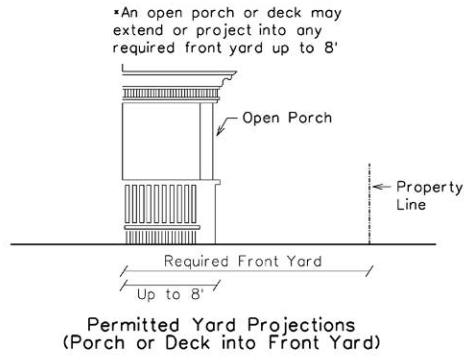 *An open porch or deck may
extend or project into any
required front yard up to 8'
Open Porch
Property
Line
Required Front Yard
Up to 8'
Permitted Yard Projections
(Porch or Deck into Front Yard)